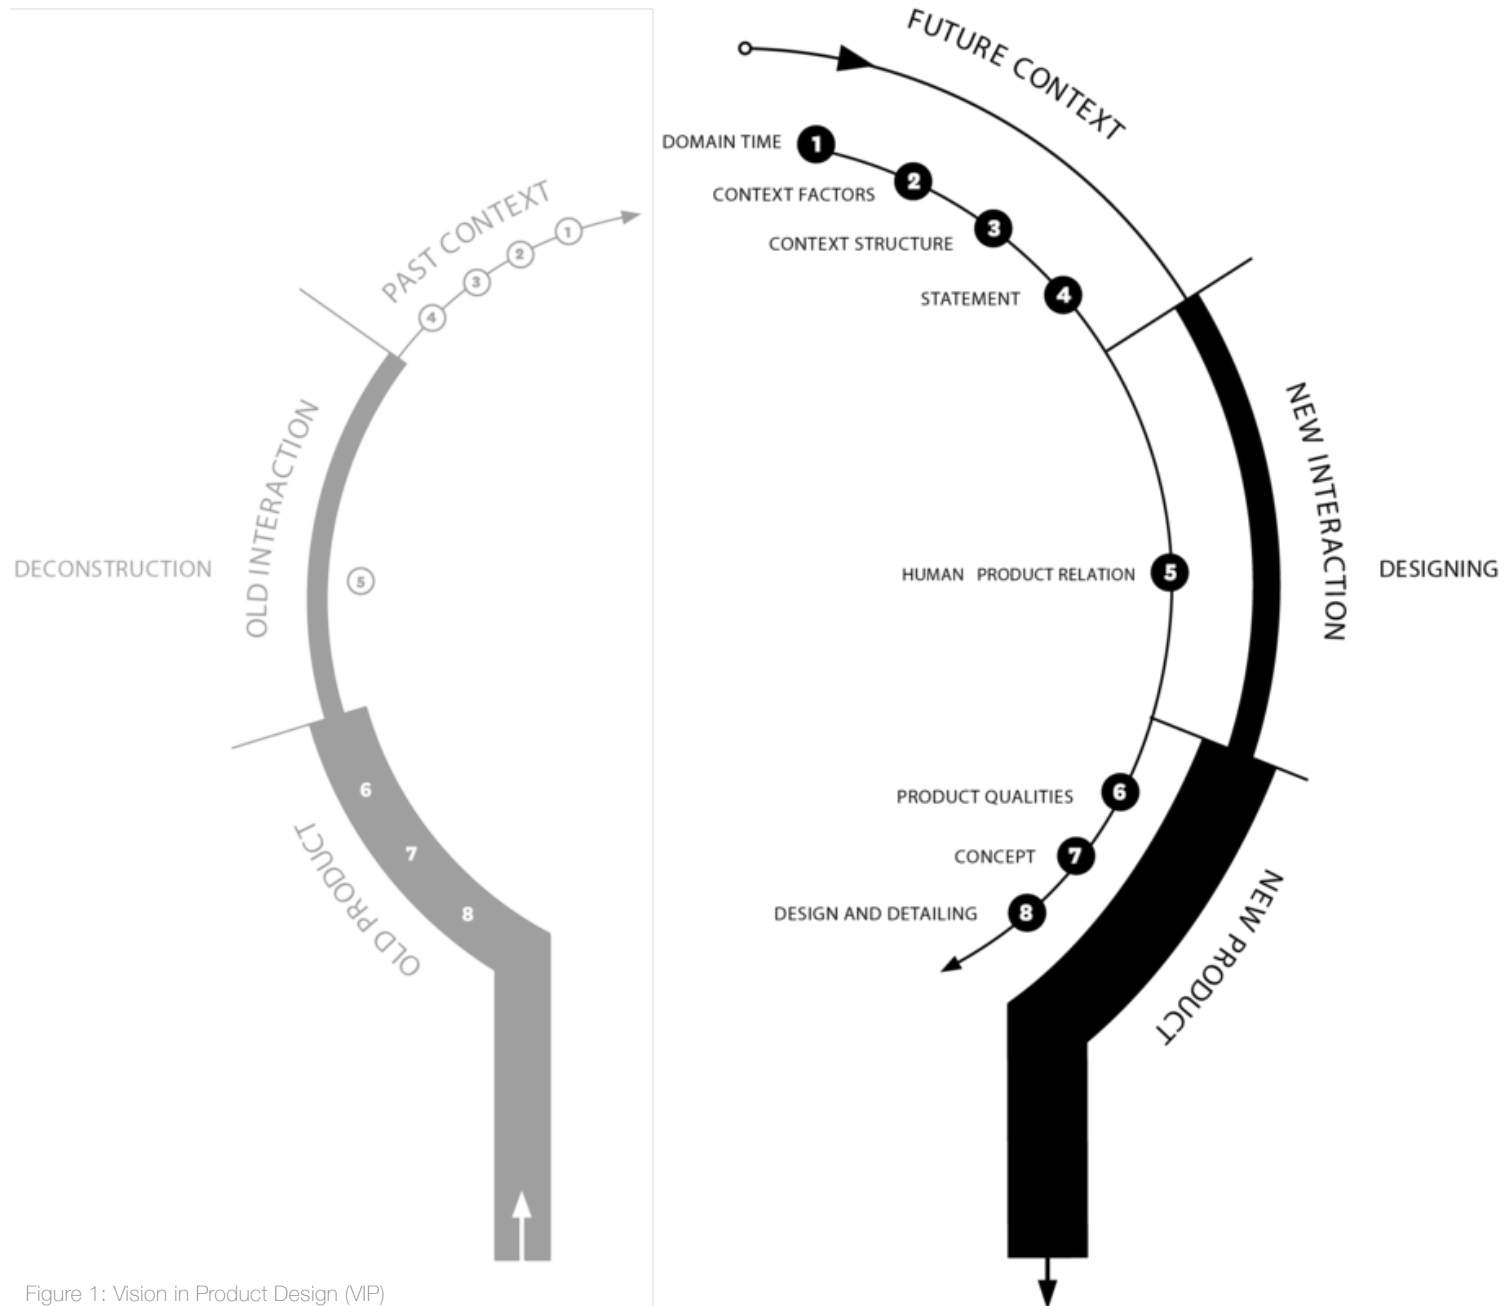 PAST CONTEXT
1
2
3
4
OLD INTERACTION
DECONSTRUCTION
5
6
7
8
OLD PRODUCT
Figure 1: Vision in Product Design (VIP)
FUTURE CONTEXT
DOMAIN TIME 1
CONTEXT FACTORS 2
CONTEXT STRUCTURE 3
STATEMENT 4
NEW INTERACTION
HUMAN PRODUCT RELATION 5
DESIGNING
PRODUCT QUALITIES 6
CONCEPT 7
DESIGN AND DETAILING 8
NEW PRODUCT